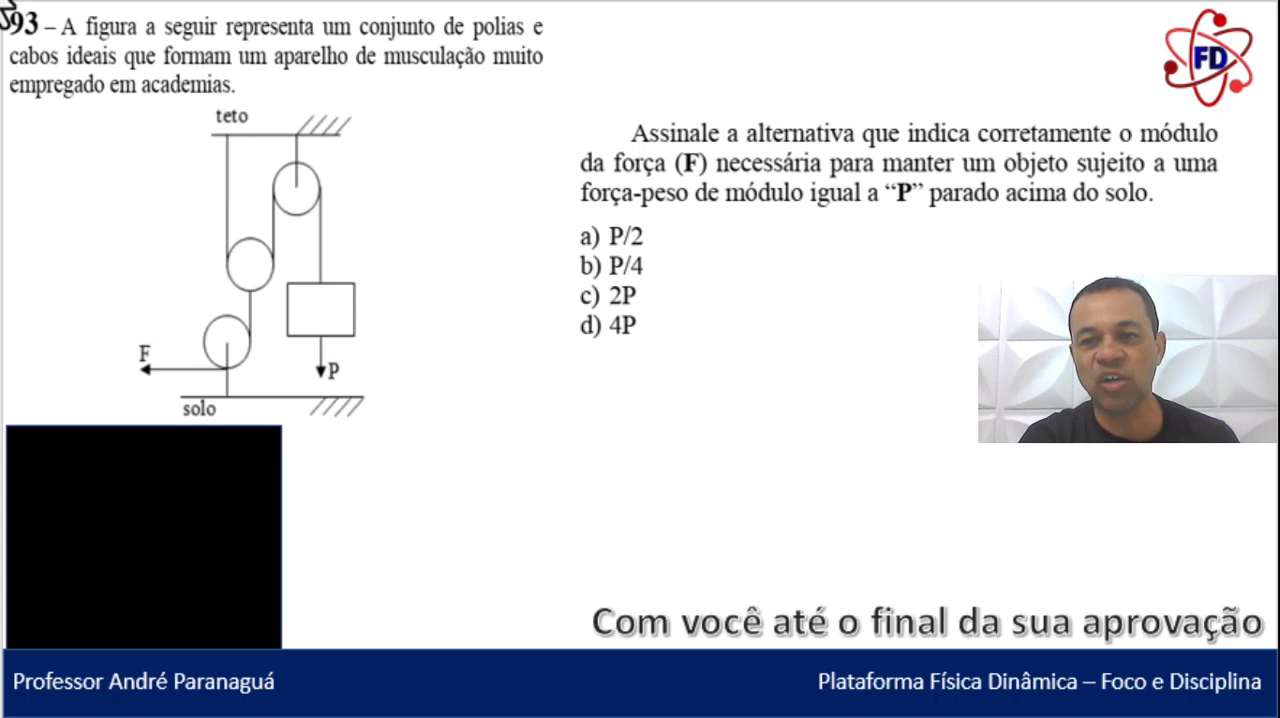 93 – A figura a seguir representa um conjunto de polias e
cabos ideais que formam um aparelho de musculação muito
empregado em academias.
teto
F
P
solo
FD
Assinale a alternativa que indica corretamente o módulo
da força (F) necessária para manter um objeto sujeito a uma
força-peso de módulo igual a “P” parado acima do solo.
a) P/2
b) P/4
c) 2P
d) 4P
Com você até o final da sua aprovação
Professor André Paranaguá
Plataforma Física Dinâmica – Foco e Disciplina